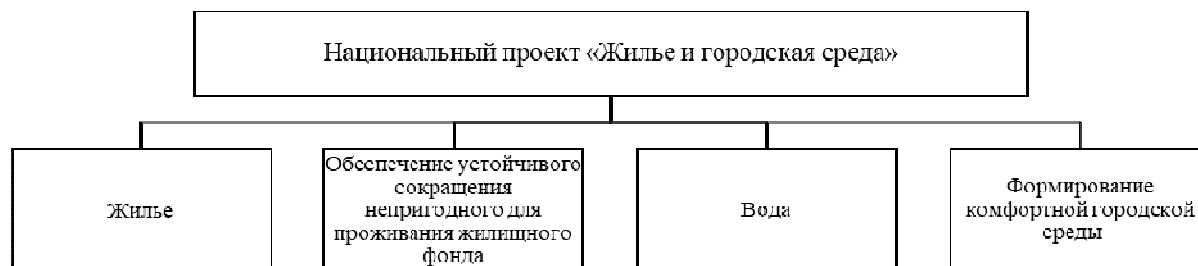 Национальный проект «Жилье и городская среда»
Жилье
Обеспечение устойчивого
сокращения
непригодного для
проживания жилищного
фонда
Вода
Формирование
комфортной городской
среды